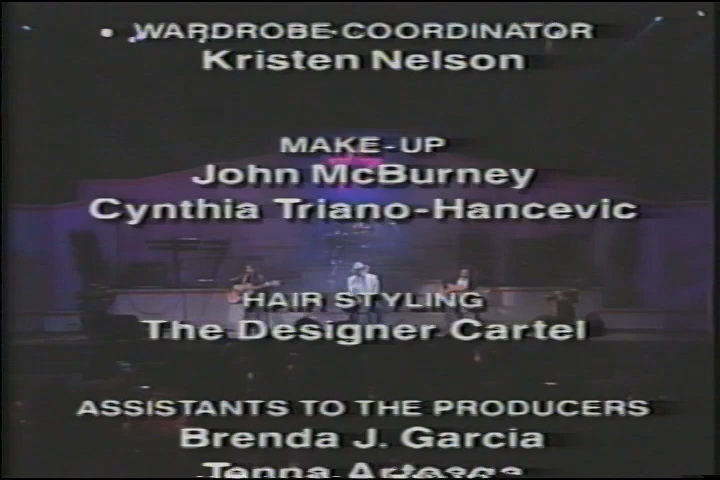 WARDROBE COORDINATOR
Kristen Nelson
MAKE-UP
John McBurney
Cynthia Triano-Hancevic
HAIR STYLING
The Designer Cartel
ASSISTANTS TO THE PRODUCERS
Brenda J. Garcia